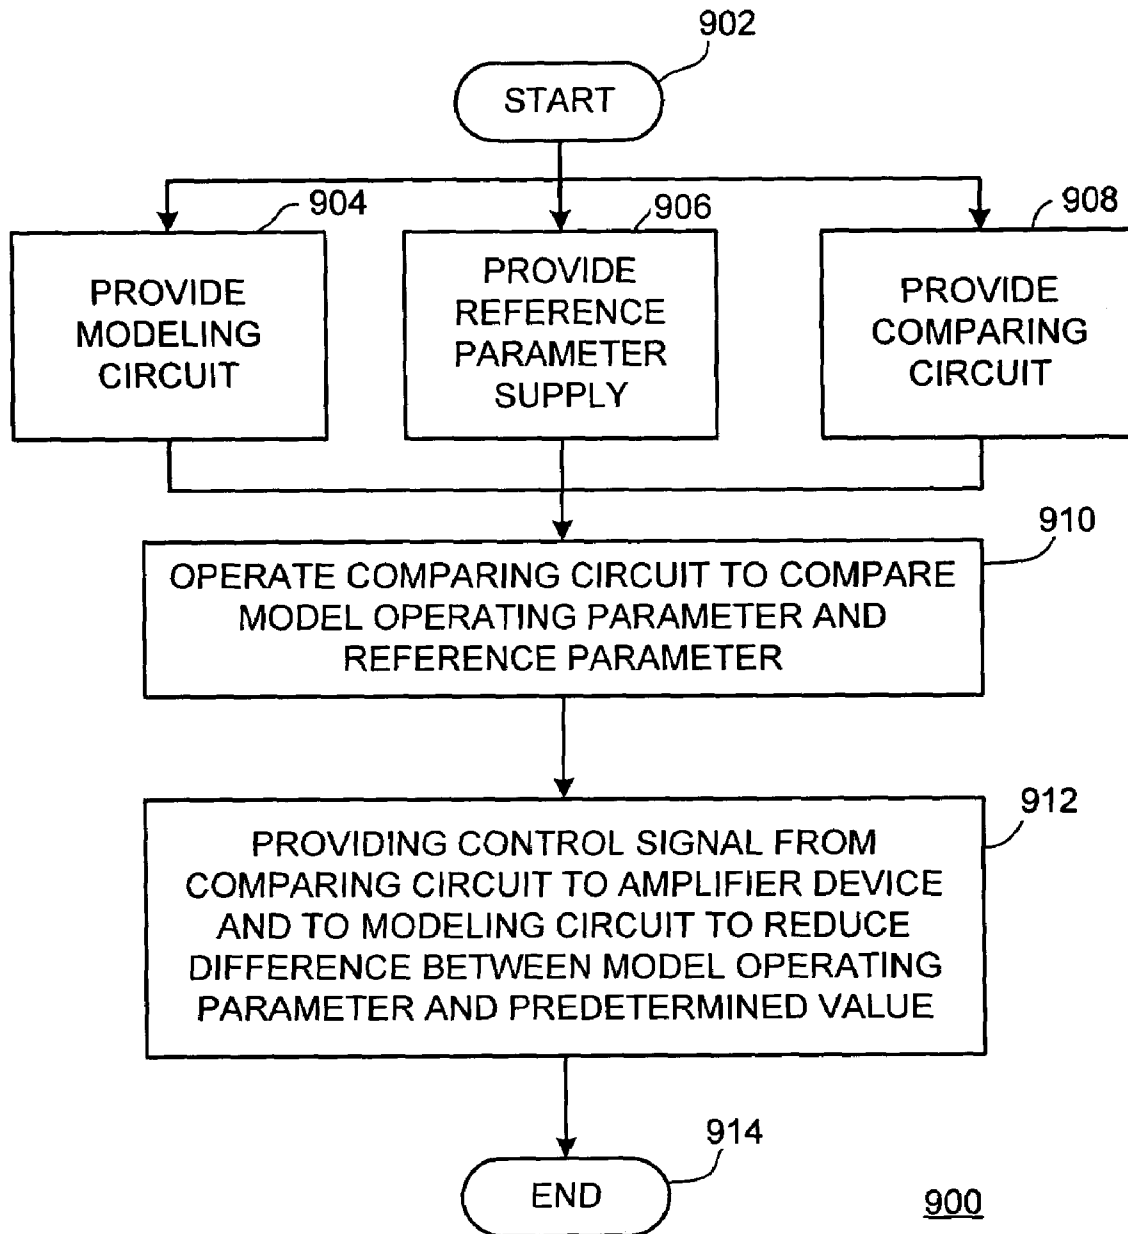 902
START
904
906
908
PROVIDE
MODELING
CIRCUIT
PROVIDE
REFERENCE
PARAMETER
SUPPLY
PROVIDE
COMPARING
CIRCUIT
910
OPERATE COMPARING CIRCUIT TO COMPARE
MODEL OPERATING PARAMETER AND
REFERENCE PARAMETER
912
PROVIDING CONTROL SIGNAL FROM
COMPARING CIRCUIT TO AMPLIFIER DEVICE
AND TO MODELING CIRCUIT TO REDUCE
DIFFERENCE BETWEEN MODEL OPERATING
PARAMETER AND PREDETERMINED VALUE
914
END
900